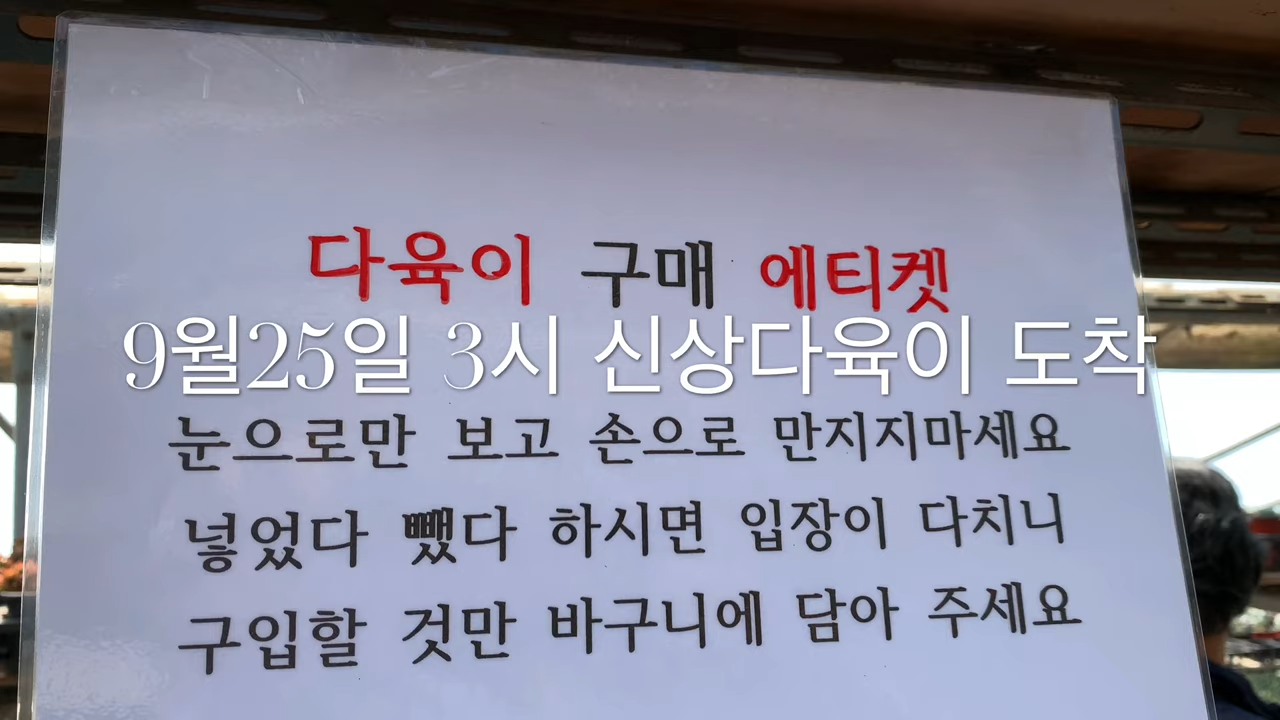 다육이 구매 에티켓
9월25일 3시 신상다육이 도착
눈으로만 보고 손으로 만지지마세요
넣었다 뺐다 하시면 입장이 다치니
구입할 것만 바구니에 담아 주세요